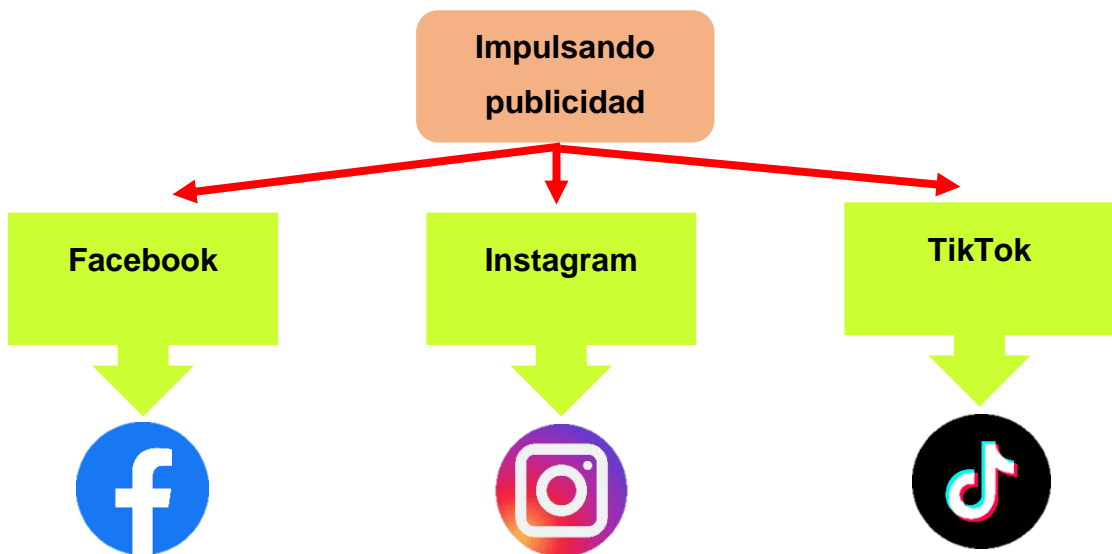 Impulsando
publicidad
Facebook
Instagram
TikTok